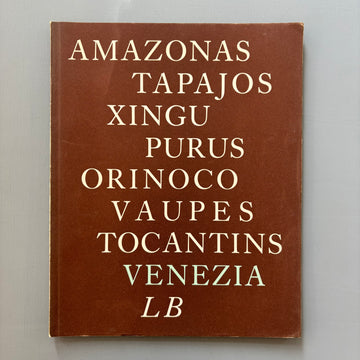 AMAZONAS
TAPAJOS
XINGU
PURUS
ORINOCO
VAUPES
TOCANTINS
VENEZIA
LB